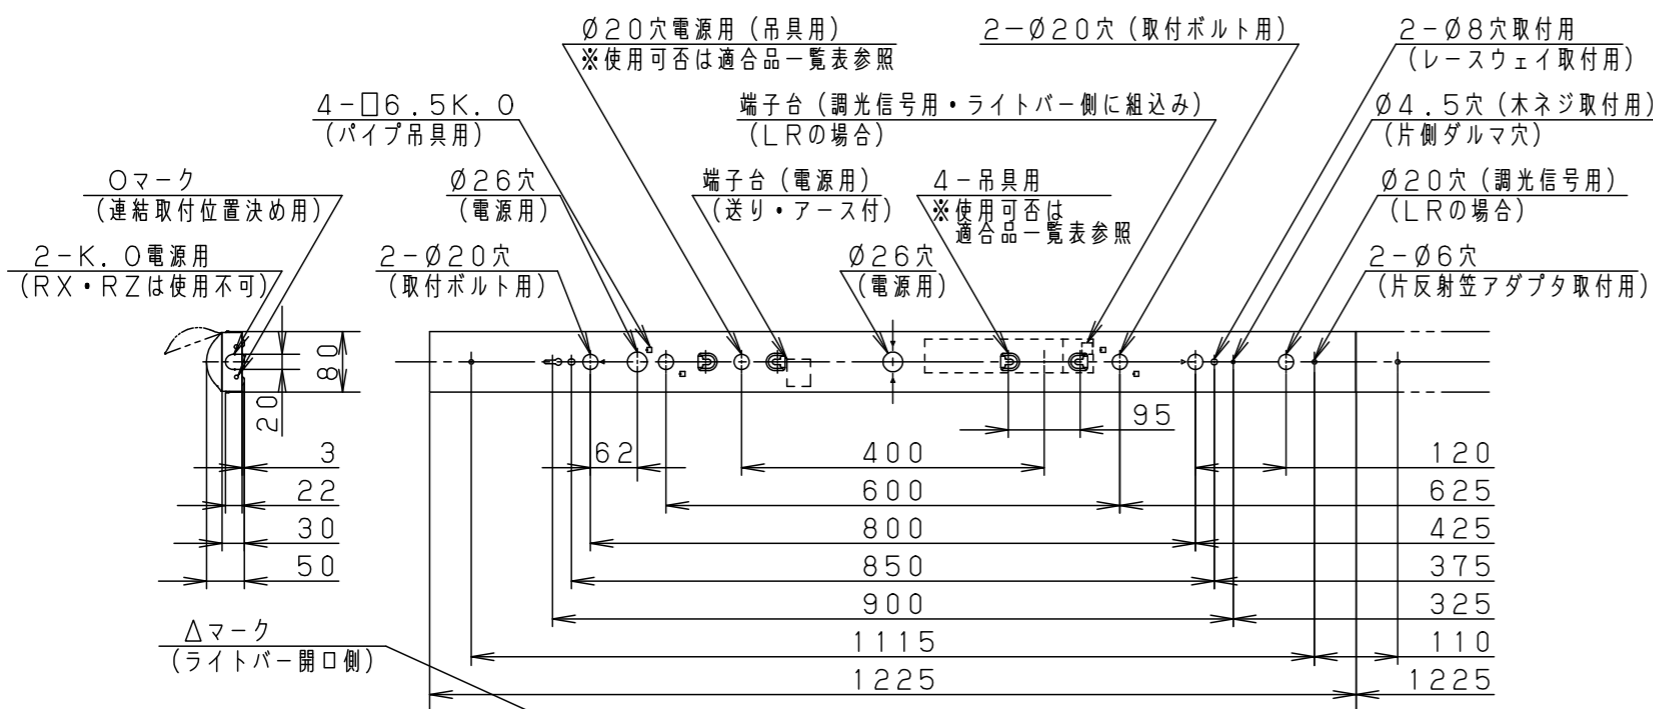 Ø20穴電源用(吊具用)
※使用可否は適合品一覧表参照
2-Ø20穴(取付ボルト用)
2-Ø8穴取付用
(レースウェイ取付用)
4-□6.5K.O
(パイプ吊具用)
端子台(調光信号用・ライトバー側に組込み)
(LRの場合)
Ø4.5穴(木ネジ取付用)
(片側ダルマ穴)
Oマーク
(連結取付位置決め用)
Ø26穴
(電源用)
端子台(電源用)
(送り・アース付)
4-吊具用
※使用可否は
適合品一覧表参照
Ø20穴(調光信号用)
(LRの場合)
2-K.O電源用
(RX・RZは使用不可)
2-Ø20穴
(取付ボルト用)
Ø26穴
(電源用)
2-Ø6穴
(片反射笠アダプタ取付用)
80
20
95
3
62
400
120
22
600
625
30
800
425
50
850
375
900
325
△マーク
(ライトバー開口側)
1115
110
1225
1225